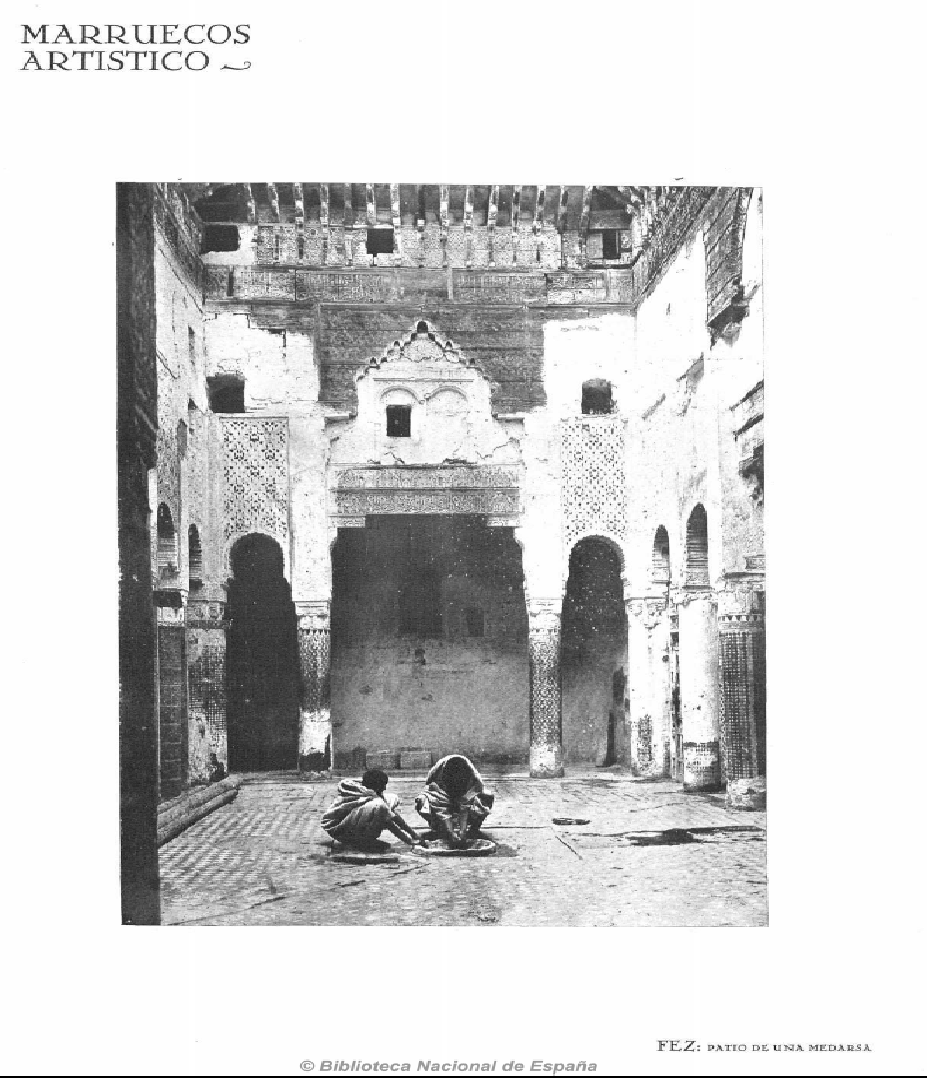 MARRUECOS
ARTISTICO
FEZ: PATIO DE UNA MEDARSA
© Biblioteca Nacional de España